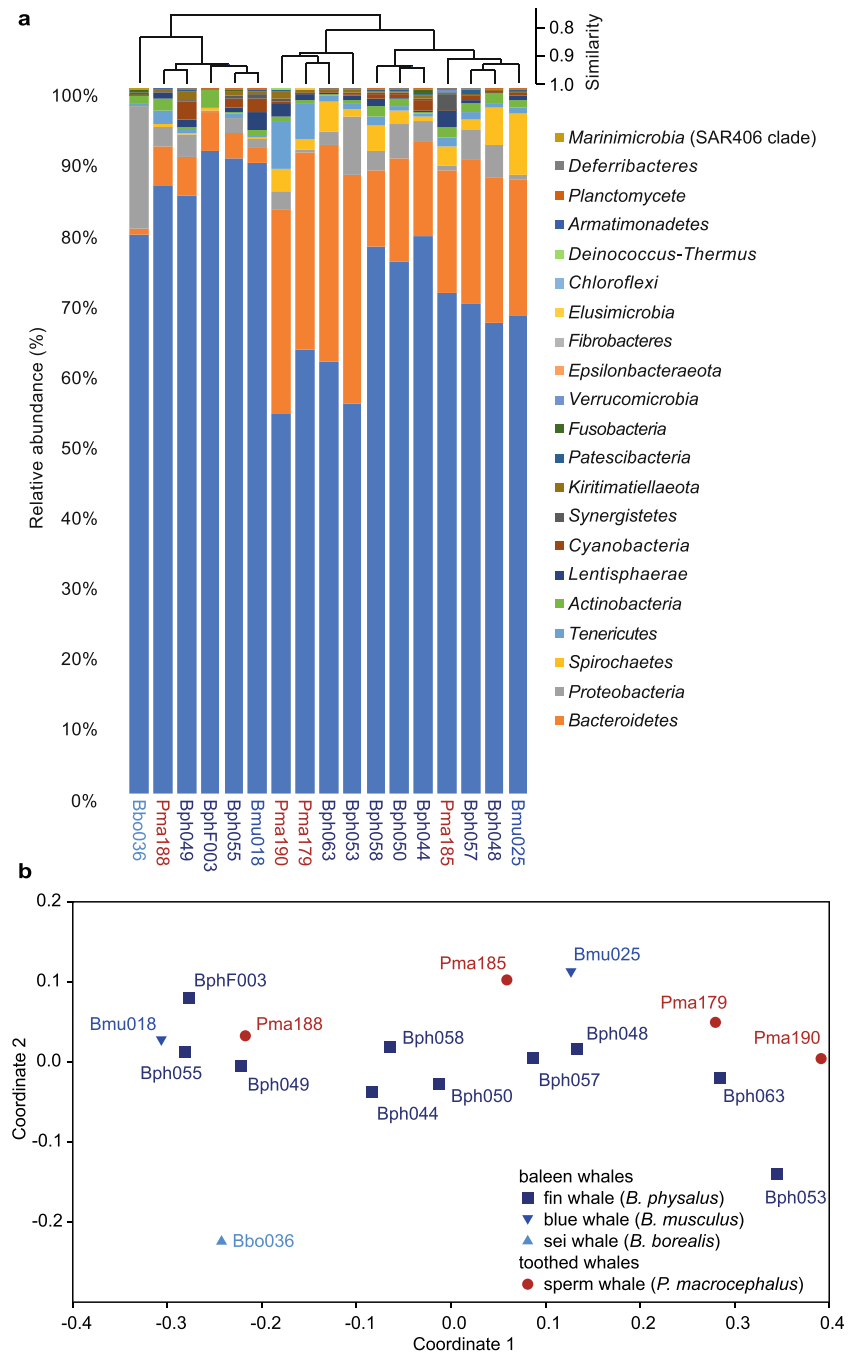 a
0.8
0.9
1.0
Similarity
100%
90%
80%
70%
60%
50%
40%
30%
20%
10%
0%
Relative abundance (%)
Marinimicrobia (SAR406 clade)
Deferribacteres
Planctomycete
Armatimonadetes
Deinococcus-Thermus
Chloroflexi
Elusimicrobia
Fibrobacteres
Epsilonbacteraeota
Verrucomicrobia
Fusobacteria
Patescibacteria
Kiritimatiellaeota
Synergistetes
Cyanobacteria
Lentisphaerae
Actinobacteria
Tenericutes
Spirochaetes
Proteobacteria
Bacteroidetes
Bbo036
Pma188
Bph049
BphF003
Bph055
Bmu018
Pma190
Pma179
Bph063
Bph053
Bph058
Bph050
Bph044
Pma185
Bph057
Bph048
Bmu025
b
0.2
0.1
0.0
-0.1
-0.2
Coordinate 2
BphF003
Pma185
Bmu025
Bmu018
Pma188
Pma179
Bph058
Bph048
Pma190
Bph055
Bph049
Bph044
Bph050
Bph057
Bph063
Bph053
Bbo036
baleen whales
fin whale (B. physalus)
blue whale (B. musculus)
sei whale (B. borealis)
toothed whales
sperm whale (P. macrocephalus)
-0.4
-0.3
-0.2
-0.1
0.0
0.1
0.2
0.3
0.4
Coordinate 1